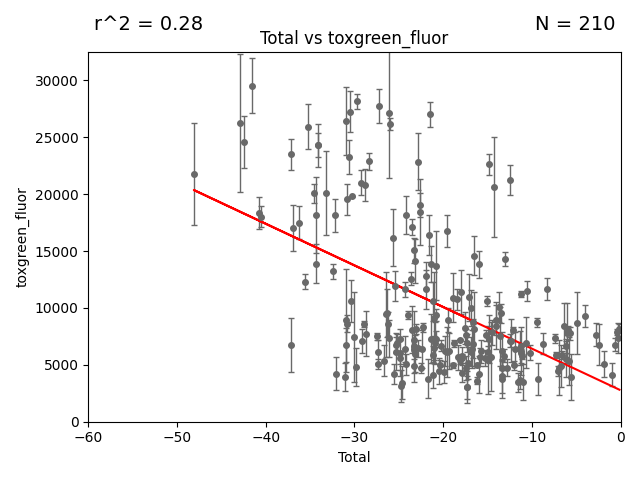 r^2 = 0.28
N = 210
Total vs toxgreen_fluor
30000
25000
20000
15000
10000
5000
0
toxgreen_fluor
−60
−50
−40
−30
−20
−10
0
Total